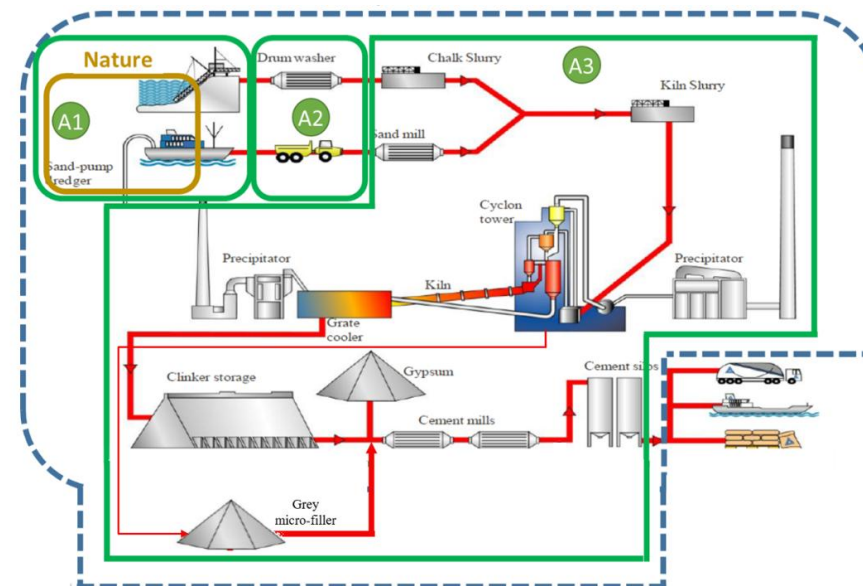 Nature
Drum washer
Chalk Slurry
A3
Kiln Slurry
A1
A2
Sand mill
Sand-pump
dredger
Cyclon
tower
Precipitator
Precipitator
Kiln
Grate
cooler
Clinker storage
Gypsum
Cement silos
Cement mills
Grey
micro-filler